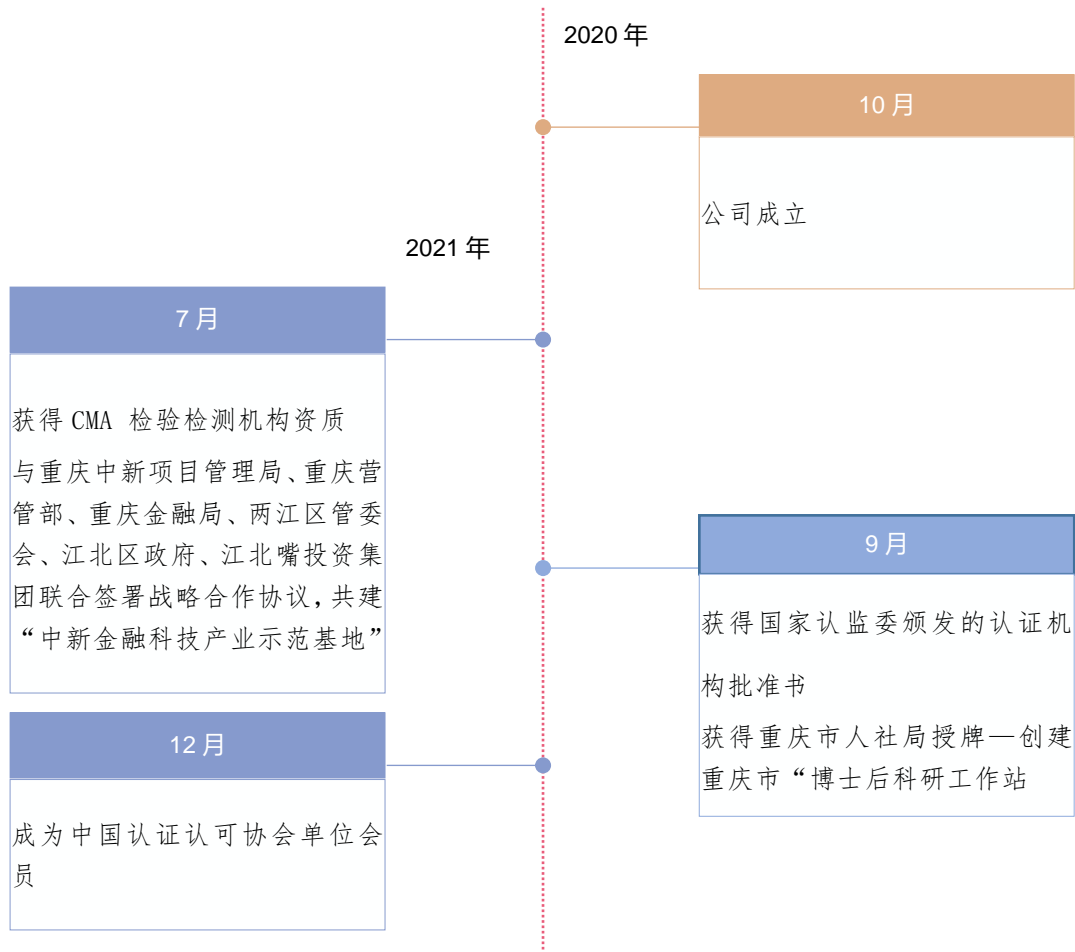 2020 年
10 月
公司成立
2021 年
7 月
获得 CMA 检验检测机构资质
与重庆中新项目管理局、重庆营
管部、重庆金融局、两江区管委
会、江北区政府、江北嘴投资集
团联合签署战略合作协议，共建
“中新金融科技产业示范基地”
9 月
获得国家认监委颁发的认证机
构批准书
获得重庆市人社局授牌—创建
重庆市“博士后科研工作站
12 月
成为中国认证认可协会单位会
员